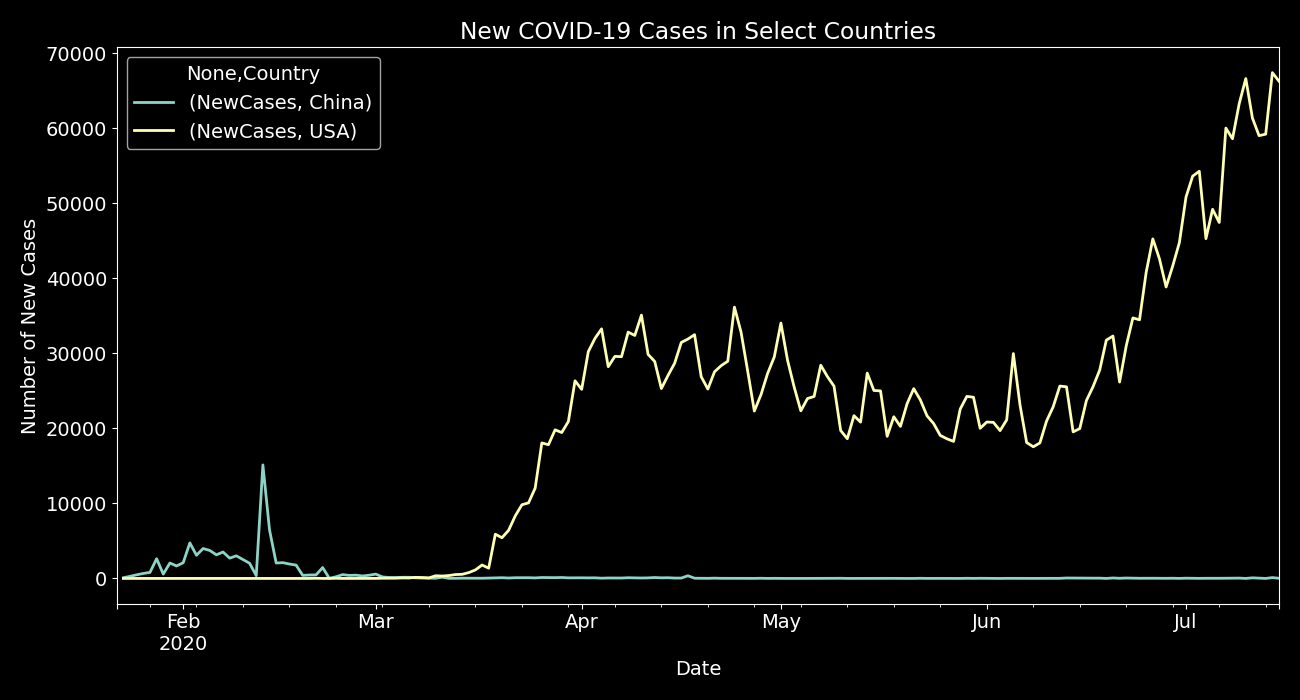 New COVID-19 Cases in Select Countries
None,Country
(NewCases, China)
(NewCases, USA)
Number of New Cases
70000
60000
50000
40000
30000
20000
10000
0
Feb Mar Apr May Jun Jul
2020
Date